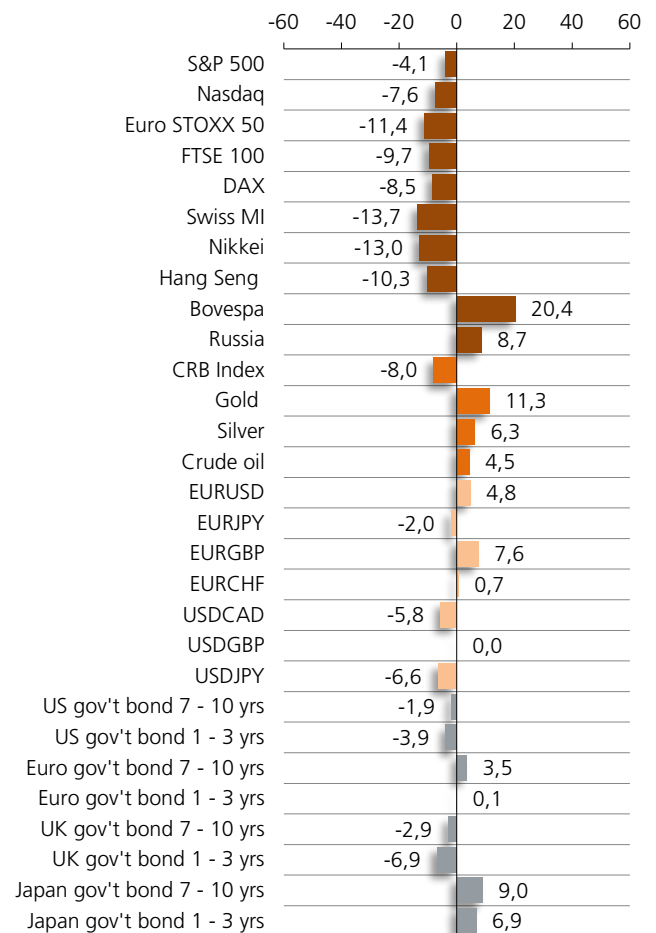 -60 -40 -20 0 20 40 60
S&P 500 -4,1
Nasdaq -7,6
Euro STOXX 50 -11,4
FTSE 100 -9,7
DAX -8,5
Swiss MI -13,7
Nikkei -13,0
Hang Seng -10,3
Bovespa 20,4
Russia 8,7
CRB Index -8,0
Gold 11,3
Silver 6,3
Crude oil 4,5
EURUSD 4,8
EURJPY -2,0
EURGBP 7,6
EURCHF 0,7
USDCAD -5,8
USDGBP 0,0
USDJPY -6,6
US gov't bond 7 - 10 yrs -1,9
US gov't bond 1 - 3 yrs -3,9
Euro gov't bond 7 - 10 yrs 3,5
Euro gov't bond 1 - 3 yrs 0,1
UK gov't bond 7 - 10 yrs -2,9
UK gov't bond 1 - 3 yrs -6,9
Japan gov't bond 7 - 10 yrs 9,0
Japan gov't bond 1 - 3 yrs 6,9